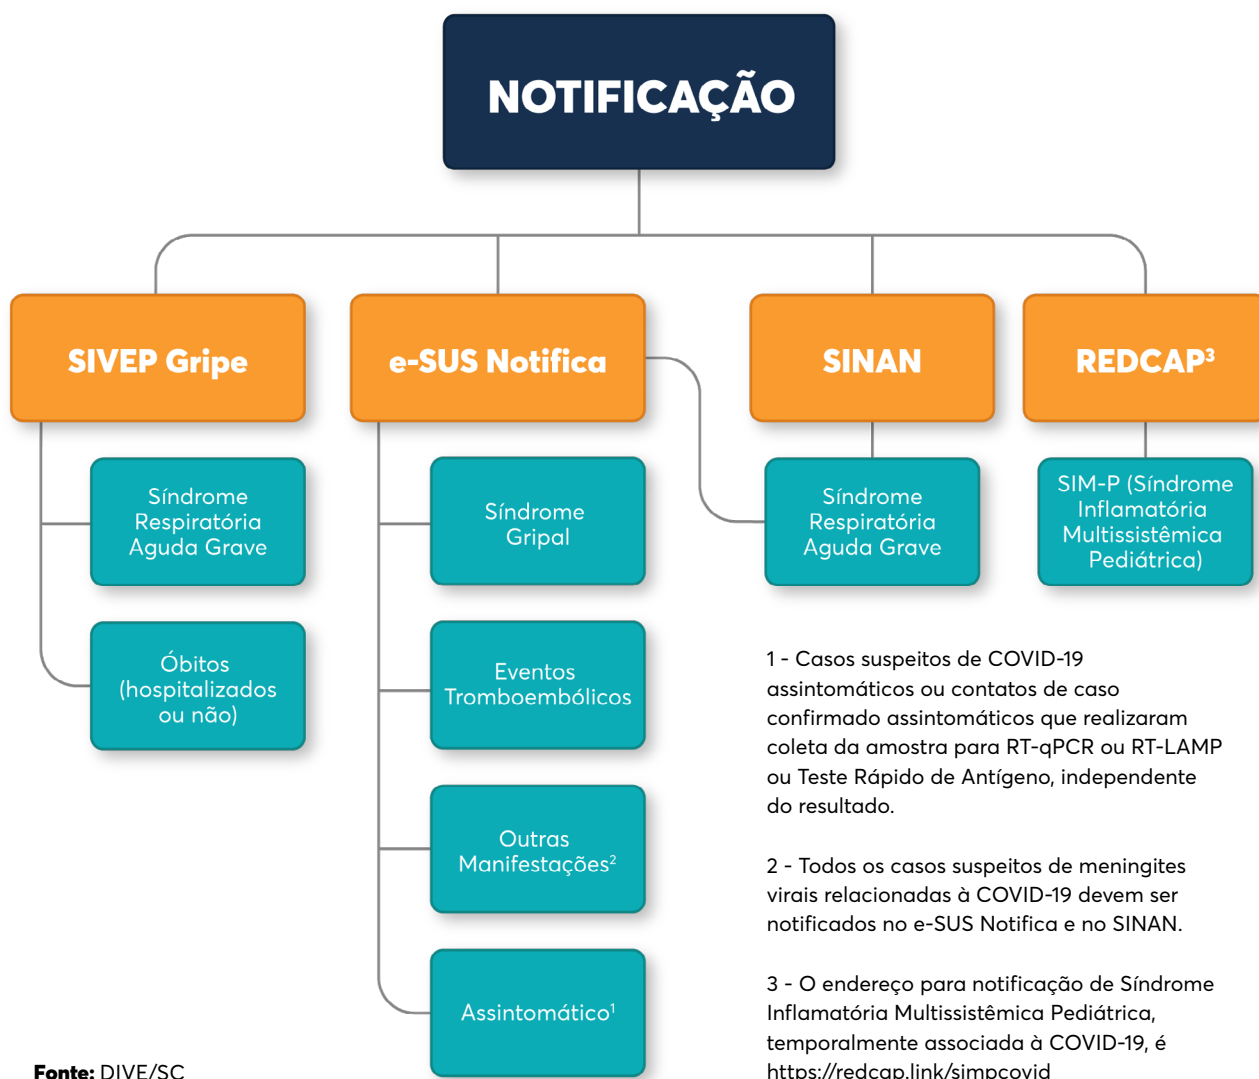 NOTIFICAÇÃO
SIVEP Gripe
e-SUS Notifica
SINAN
REDCAP³
Síndrome
Respiratória
Aguda Grave
Óbitos
(hospitalizados
ou não)
Síndrome
Gripal
Eventos
Tromboembólicos
Outras
Manifestações²
Assintomático¹
Síndrome
Respiratória
Aguda Grave
SIM-P (Síndrome
Inflamatória
Multissistêmica
Pediátrica)
1 - Casos suspeitos de COVID-19
assintomáticos ou contatos de caso
confirmado assintomáticos que realizaram
coleta da amostra para RT-qPCR ou RT-LAMP
ou Teste Rápido de Antígeno, independente
do resultado.
2 - Todos os casos suspeitos de meningites
virais relacionadas à COVID-19 devem ser
notificados no e-SUS Notifica e no SINAN.
3 - O endereço para notificação de Síndrome
Inflamatória Multissistêmica Pediátrica,
temporalmente associada à COVID-19, é
https://redcap.link/simpcovid
Fonte: DIVE/SC